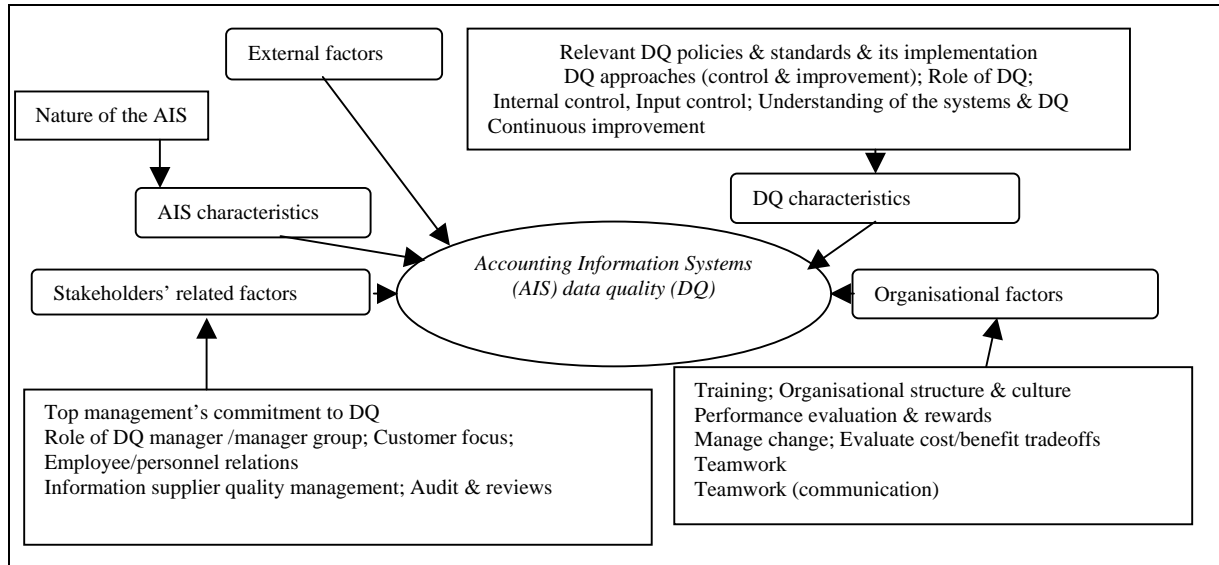 External factors
Relevant DQ policies & standards & its implementation
DQ approaches (control & improvement); Role of DQ;
Internal control, Input control; Understanding of the systems & DQ
Continuous improvement
Nature of the AIS
AIS characteristics
DQ characteristics
Accounting Information Systems
(AIS) data quality (DQ)
Stakeholders’ related factors
Organisational factors
Top management’s commitment to DQ
Role of DQ manager /manager group; Customer focus;
Employee/personnel relations
Information supplier quality management; Audit & reviews
Training; Organisational structure & culture
Performance evaluation & rewards
Manage change; Evaluate cost/benefit tradeoffs
Teamwork
Teamwork (communication)